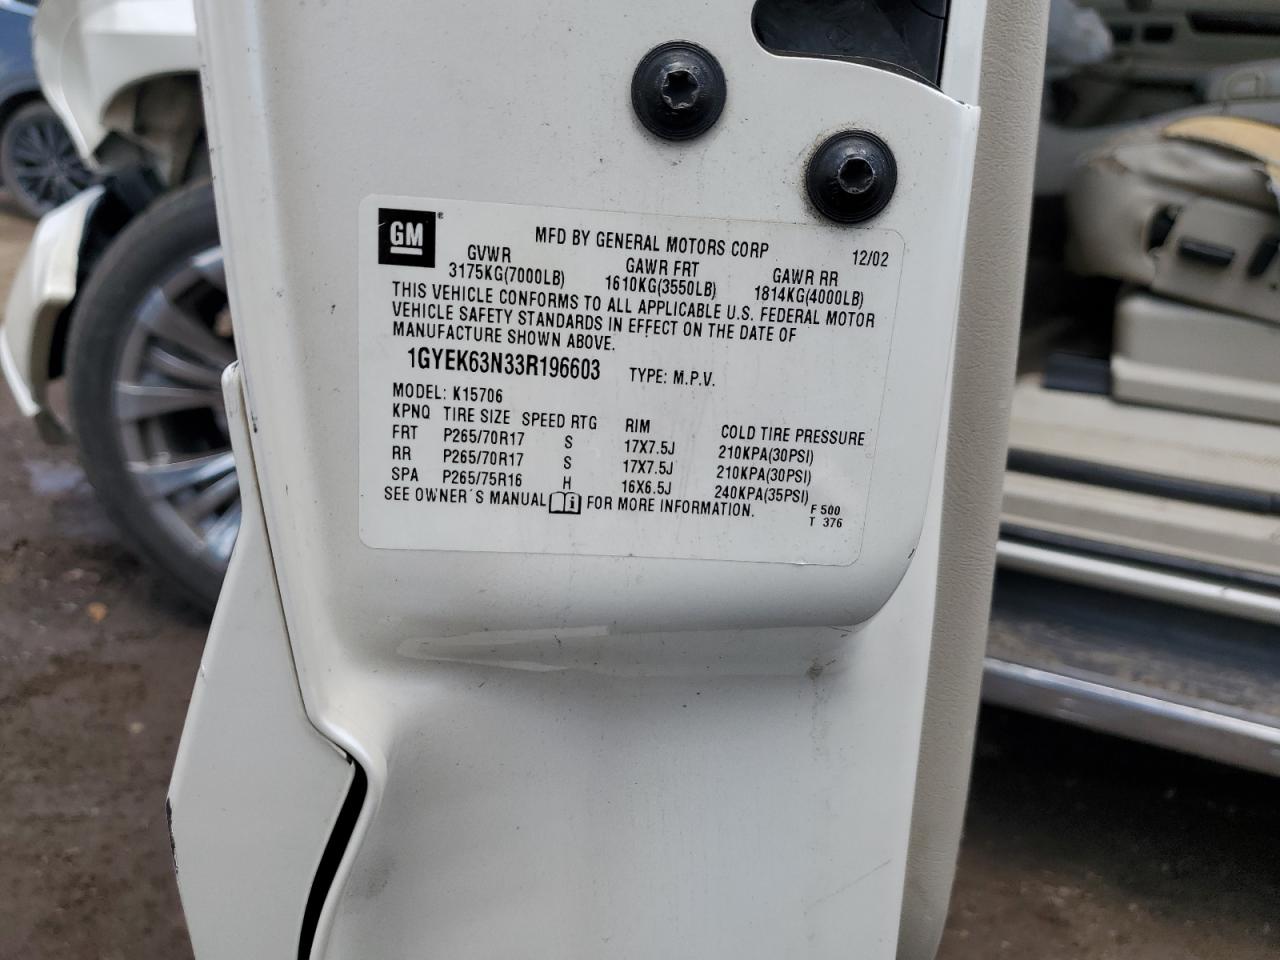 GM ®
MFD BY GENERAL MOTORS CORP 12/02
GVWR GAWR FRT GAWR RR
3175KG(7000LB) 1610KG(3550LB) 1814KG(4000LB)
THIS VEHICLE CONFORMS TO ALL APPLICABLE U.S. FEDERAL MOTOR
VEHICLE SAFETY STANDARDS IN EFFECT ON THE DATE OF
MANUFACTURE SHOWN ABOVE.
1GYEK63N33R196603 TYPE: M.P.V.
MODEL: K15706
KPNQ TIRE SIZE SPEED RTG RIM COLD TIRE PRESSURE
FRT P265/70R17 S 17X7.5J 210KPA(30PSI)
RR P265/70R17 S 17X7.5J 210KPA(30PSI)
SPA P265/75R16 H 16X6.5J 240KPA(35PSI)
SEE OWNER'S MANUAL i FOR MORE INFORMATION.
F 500
T 376